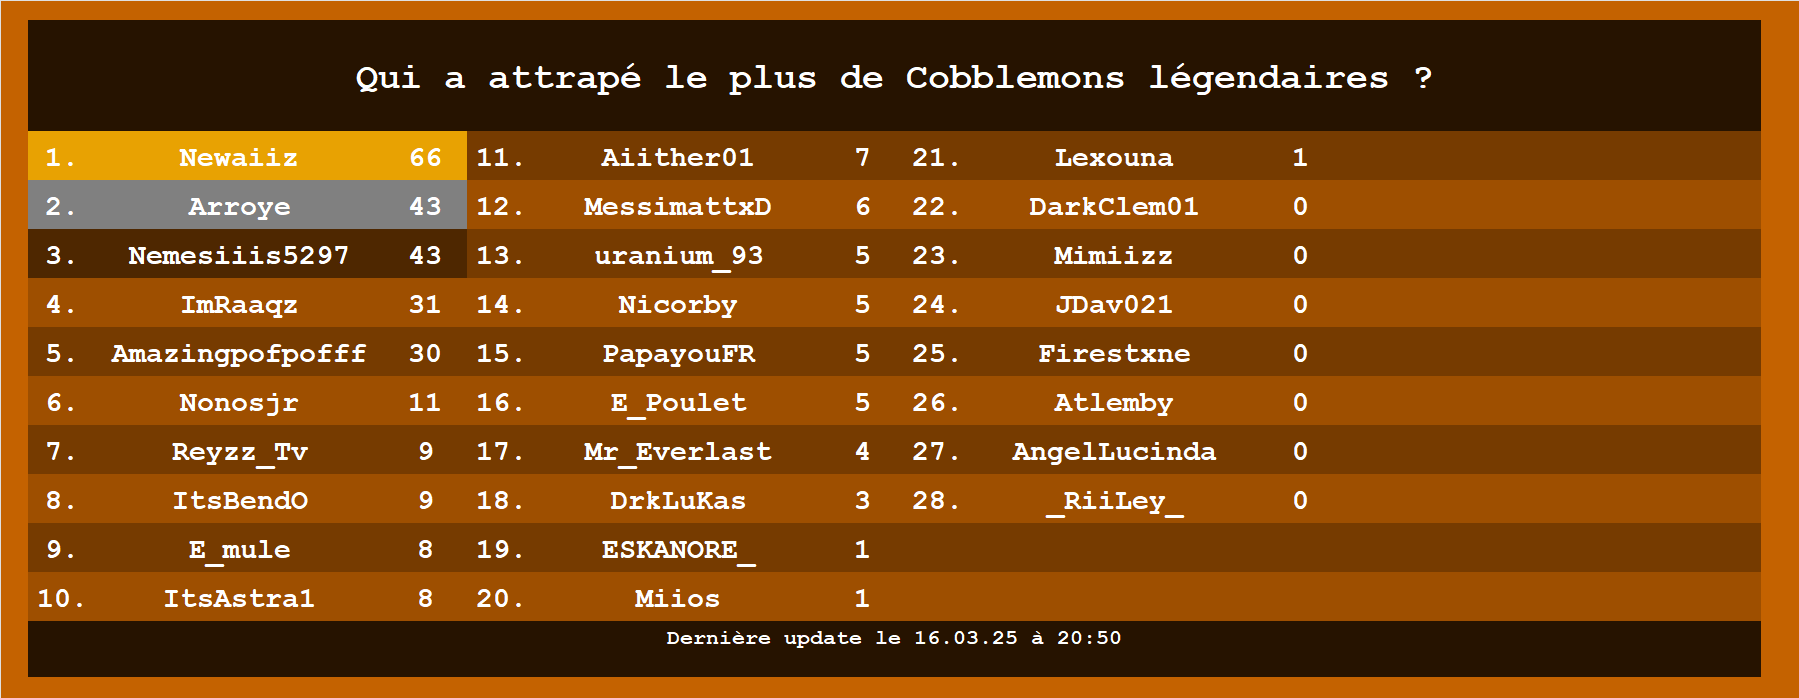 Qui a attrapé le plus de Cobblemons légendaires ?
1. Newaiiz 66 11. Aiither01 7 21. Lexouna 1
2. Arroye 43 12. MessimattxD 6 22. DarkClem01 0
3. Nemesiiis5297 43 13. uranium_93 5 23. Mimiizz 0
4. ImRaaqz 31 14. Nicorby 5 24. JDav021 0
5. Amazingpofpofff 30 15. PapayouFR 5 25. Firestxne 0
6. Nonosjr 11 16. E_Poulet 5 26. Atlemby 0
7. Reyzz_Tv 9 17. Mr_Everlast 4 27. AngelLucinda 0
8. ItsBendO 9 18. DrkLuKas 3 28. _RiiLey_ 0
9. E_mule 8 19. ESKANORE_ 1
10. ItsAstra1 8 20. Miios 1
Dernière update le 16.03.25 à 20:50